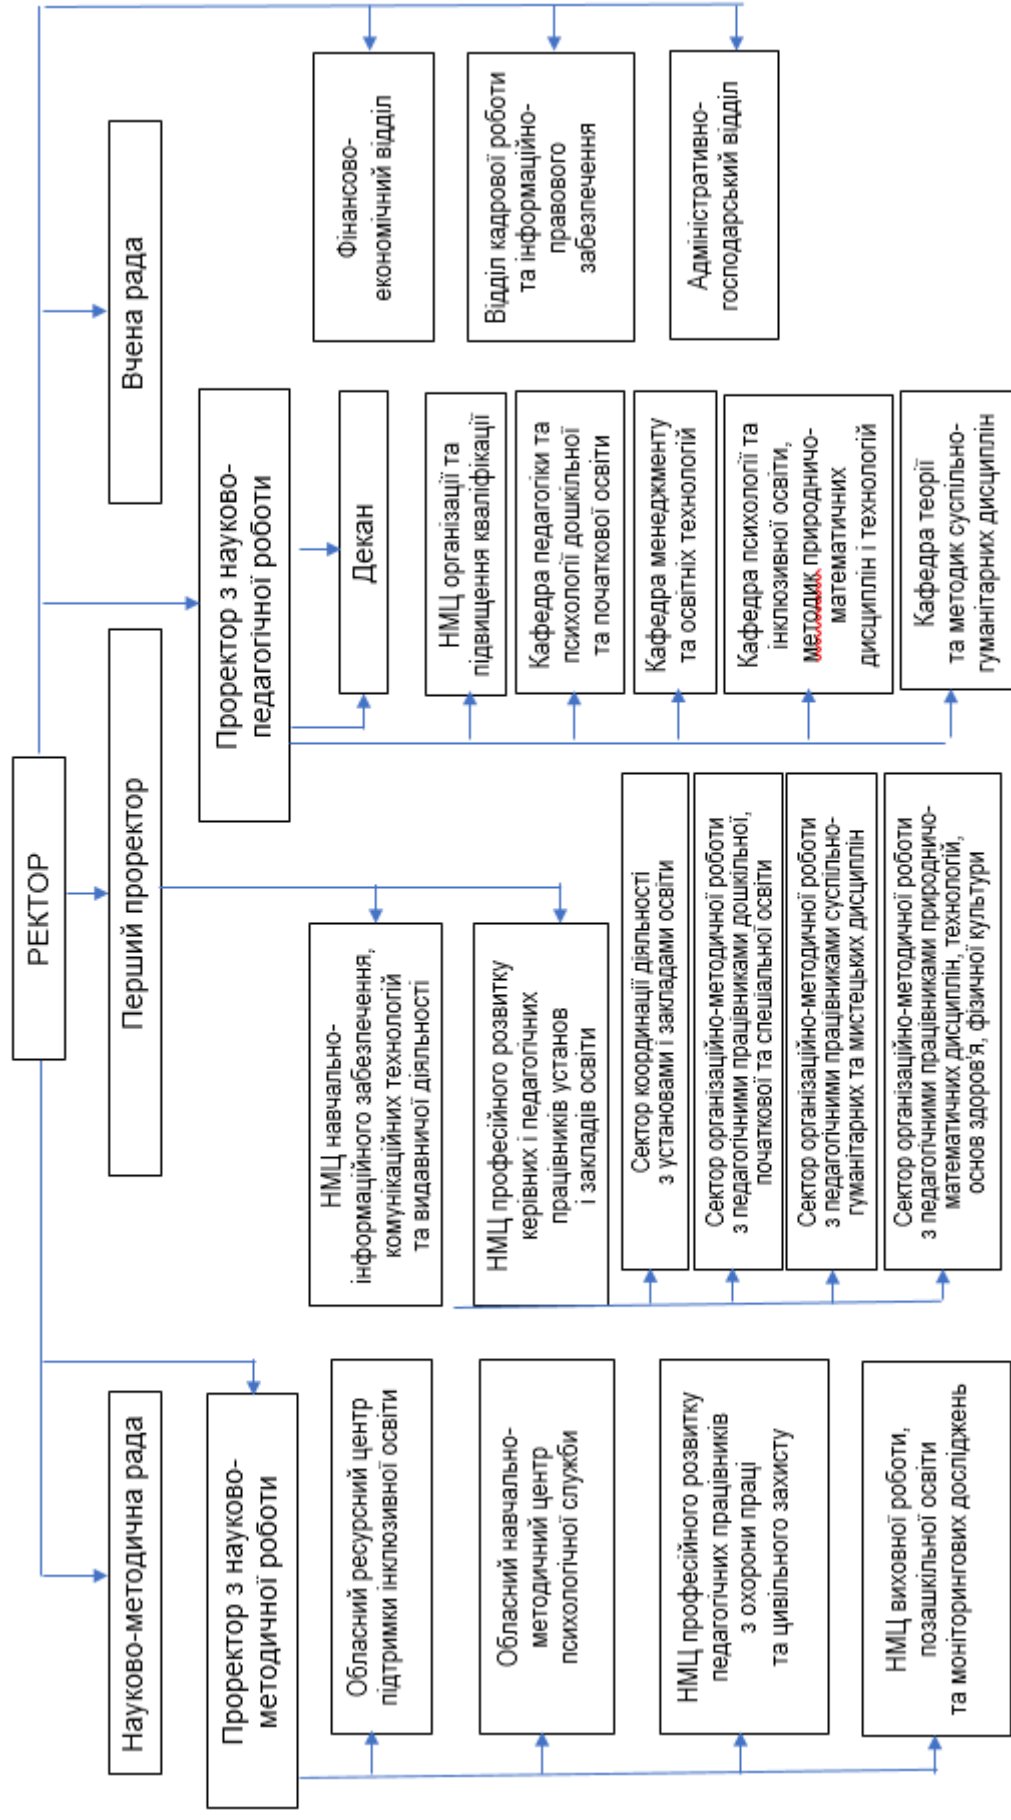 РЕКТОР
Науково-методична рада
Перший проректор
Вчена рада
Проректор з науково-
методичної роботи
Проректор з науково-
педагогічної роботи
Обласний ресурсний центр
підтримки інклюзивної освіти
Обласний навчально-
методичний центр
психологічної служби
НМЦ професійного розвитку
педагогічних працівників
з охорони праці
та цивільного захисту
НМЦ виховної роботи,
позашкільної освіти
та моніторингових досліджень
НМЦ навчально-
інформаційного забезпечення,
комунікаційних технологій
та видавничої діяльності
НМЦ професійного розвитку
керівних і педагогічних
працівників установ
і закладів освіти
Сектор координації діяльності
з установами і закладами освіти
Сектор організаційно-методичної роботи
з педагогічними працівниками дошкільної,
початкової та спеціальної освіти
Сектор організаційно-методичної роботи
з педагогічними працівниками суспільно-
гуманітарних та мистецьких дисциплін
Сектор організаційно-методичної роботи
з педагогічними працівниками природничо-
математичних дисциплін, технологій,
основ здоров'я, фізичної культури
Декан
НМЦ організації та
підвищення кваліфікації
Кафедра педагогіки та
психології дошкільної
та початкової освіти
Кафедра менеджменту
та освітніх технологій
Кафедра психології та
інклюзивної освіти,
методик природничо-
математичних
дисциплін і технологій
Кафедра теорії
та методик суспільно-
гуманітарних дисциплін
Фінансово-
економічний відділ
Відділ кадрової роботи
та інформаційно-
правового
забезпечення
Адміністративно-
господарський відділ